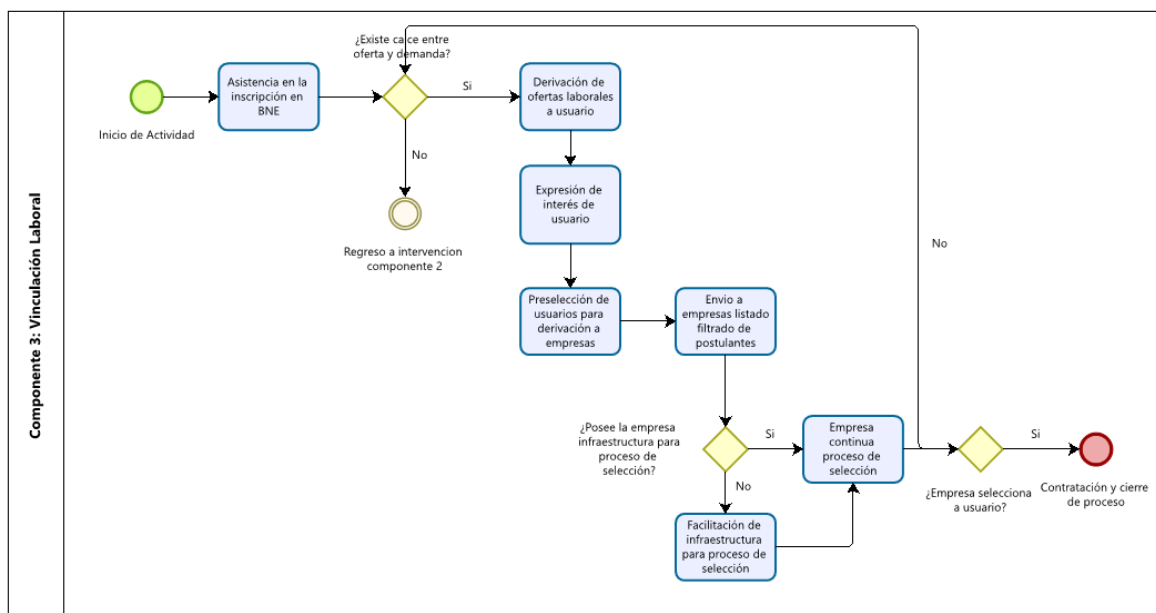 Componente 3: Vinculación Laboral
¿Existe calce entre
oferta y demanda?
Inicio de Actividad
Asistencia en la
inscripción en
BNE
Si
Derivación de
ofertas laborales
a usuario
No
Regreso a intervencion
componente 2
Expresión de
interés de
usuario
No
Preselección de
usuarios para
derivación a
empresas
Envio a
empresas listado
filtrado de
postulantes
¿Posee la empresa
infraestructura para
proceso de
selección?
Si
Empresa
continua
proceso de
selección
¿Empresa selecciona
a usuario?
Si
Contratación y cierre
de proceso
No
Facilitación de
infraestructura
para proceso de
selección